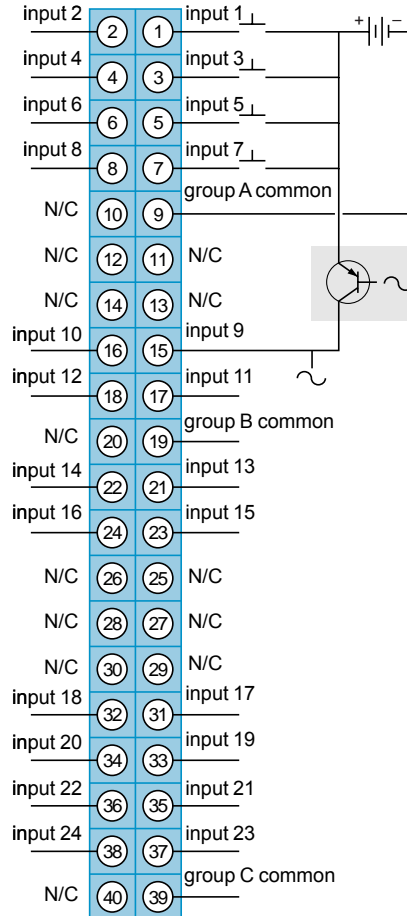 input 2 2 1 input 1 + –
input 4 4 3 input 3
input 6 6 5 input 5
input 8 8 7 input 7
N/C 10 9 group A common
N/C 12 11 N/C
N/C 14 13 N/C
input 10 16 15 input 9
input 12 18 17 input 11
N/C 20 19 group B common
input 14 22 21 input 13
input 16 24 23 input 15
N/C 26 25 N/C
N/C 28 27 N/C
N/C 30 29 N/C
input 18 32 31 input 17
input 20 34 33 input 19
input 22 36 35 input 21
input 24 38 37 input 23
N/C 40 39 group C common